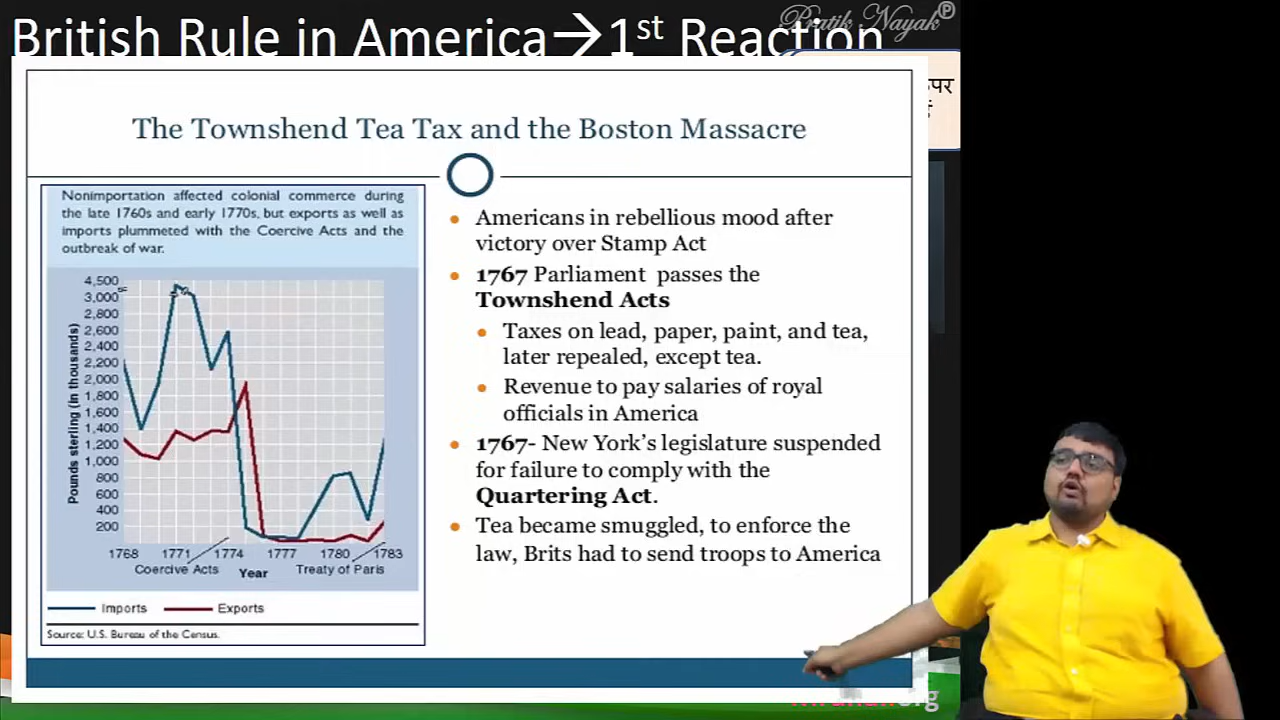 British Rule in America→1st Reaction
Pratik Nayak℗
The Townshend Tea Tax and the Boston Massacre
Nonimportation affected colonial commerce during
the late 1760s and early 1770s, but exports as well as
imports plummeted with the Coercive Acts and the
outbreak of war.
4,500
3,000
2,800
2,600
2,400
2,200
2,000
1,800
1,600
1,400
1,200
1,000
800
600
400
200
Pounds sterling (in thousands)
1768 1771 1774 1777 1780 1783
Coercive Acts Treaty of Paris
Year
Imports Exports
Source: U.S. Bureau of the Census.
• Americans in rebellious mood after
victory over Stamp Act
• 1767 Parliament passes the
Townshend Acts
• Taxes on lead, paper, paint, and tea,
later repealed, except tea.
• Revenue to pay salaries of royal
officials in America
• 1767- New York's legislature suspended
for failure to comply with the
Quartering Act.
• Tea became smuggled, to enforce the
law, Brits had to send troops to America